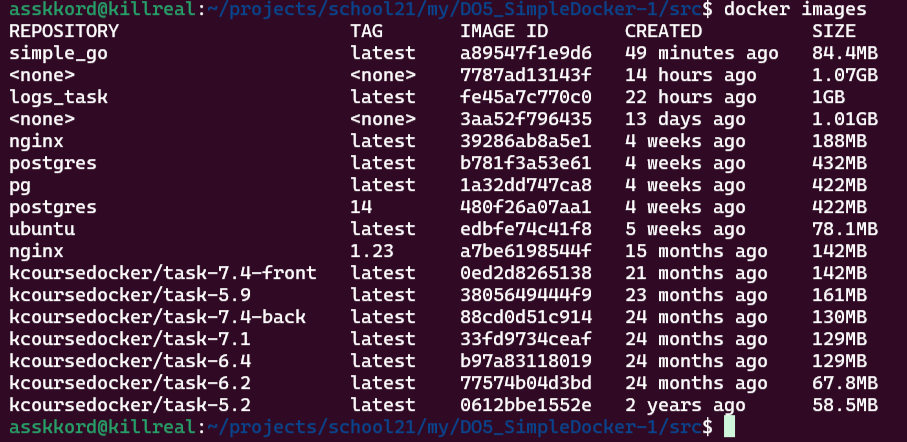 asskkord@killreal:~/projects/school21/my/DO5_SimpleDocker-1/src$ docker images
REPOSITORY TAG IMAGE ID CREATED SIZE
simple_go latest a89547f1e9d6 49 minutes ago 84.4MB
<none> <none> 7787ad13143f 14 hours ago 1.07GB
logs_task latest fe45a7c770c0 22 hours ago 1GB
<none> <none> 3aa52f796435 13 days ago 1.01GB
nginx latest 39286ab8a5e1 4 weeks ago 188MB
postgres latest b781f3a53e61 4 weeks ago 432MB
pg latest 1a32dd747ca8 4 weeks ago 422MB
postgres 14 480f26a07aa1 4 weeks ago 422MB
ubuntu latest edbfe74c41f8 5 weeks ago 78.1MB
nginx 1.23 a7be6198544f 15 months ago 142MB
kcoursedocker/task-7.4-front latest 0ed2d8265138 21 months ago 142MB
kcoursedocker/task-5.9 latest 3805649444f9 23 months ago 161MB
kcoursedocker/task-7.4-back latest 88cd0d51c914 24 months ago 130MB
kcoursedocker/task-7.1 latest 33fd9734ceaf 24 months ago 129MB
kcoursedocker/task-6.4 latest b97a83118019 24 months ago 129MB
kcoursedocker/task-6.2 latest 77574b04d3bd 24 months ago 67.8MB
kcoursedocker/task-5.2 latest 0612bbe1552e 2 years ago 58.5MB
asskkord@killreal:~/projects/school21/my/DO5_SimpleDocker-1/src$